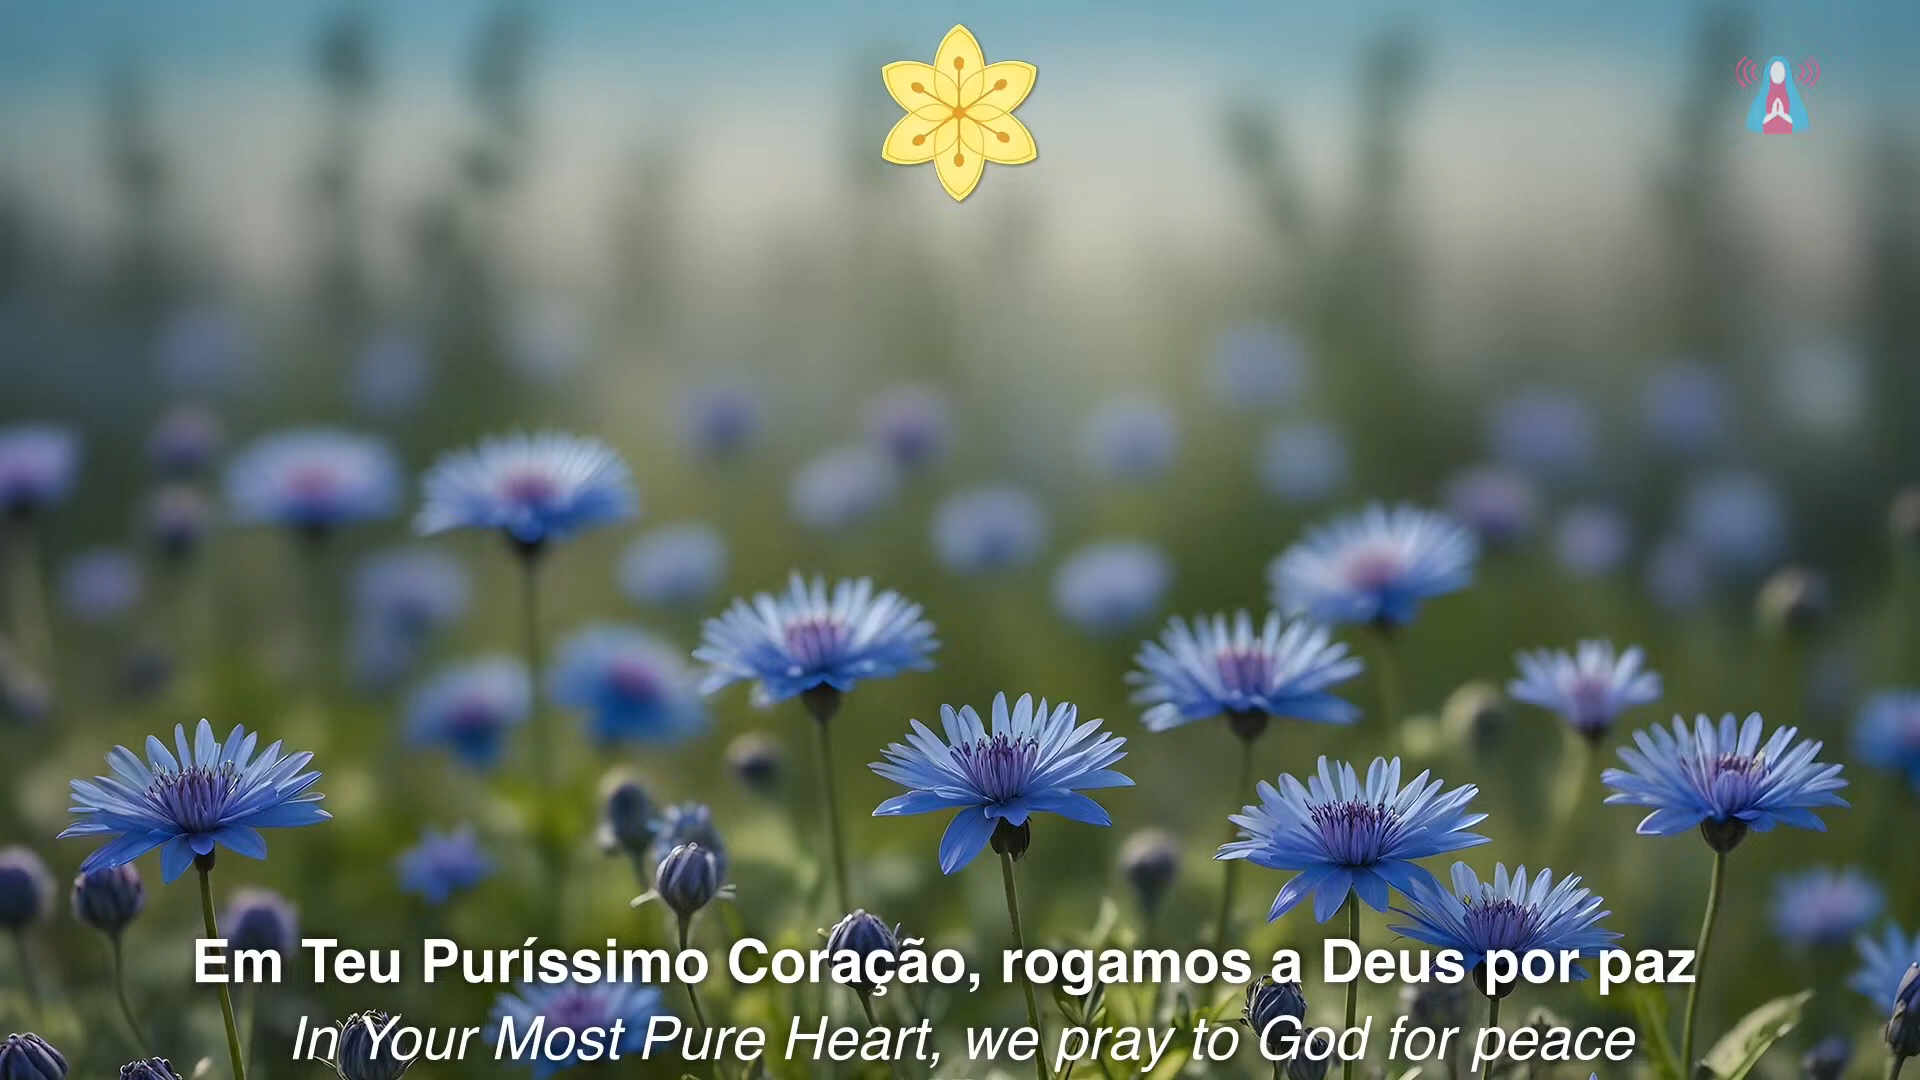 Em Teu Puríssimo Coração, rogamos a Deus por paz
In Your Most Pure Heart, we pray to God for peace